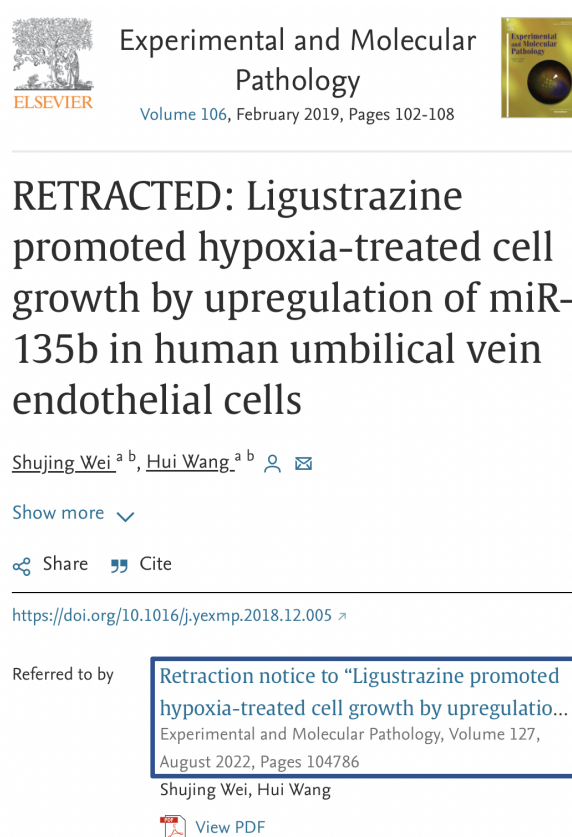 Experimental and Molecular
Pathology
ELSEVIER
Volume 106, February 2019, Pages 102-108
Experimental
and Molecular
Pathology
RETRACTED: Ligustrazine
promoted hypoxia-treated cell
growth by upregulation of miR-
135b in human umbilical vein
endothelial cells
Shujing Wei a b, Hui Wang a b
Show more
Share Cite
https://doi.org/10.1016/j.yexmp.2018.12.005
Referred to by
Retraction notice to “Ligustrazine promoted
hypoxia-treated cell growth by upregulatio...
Experimental and Molecular Pathology, Volume 127,
August 2022, Pages 104786
Shujing Wei, Hui Wang
PDF View PDF